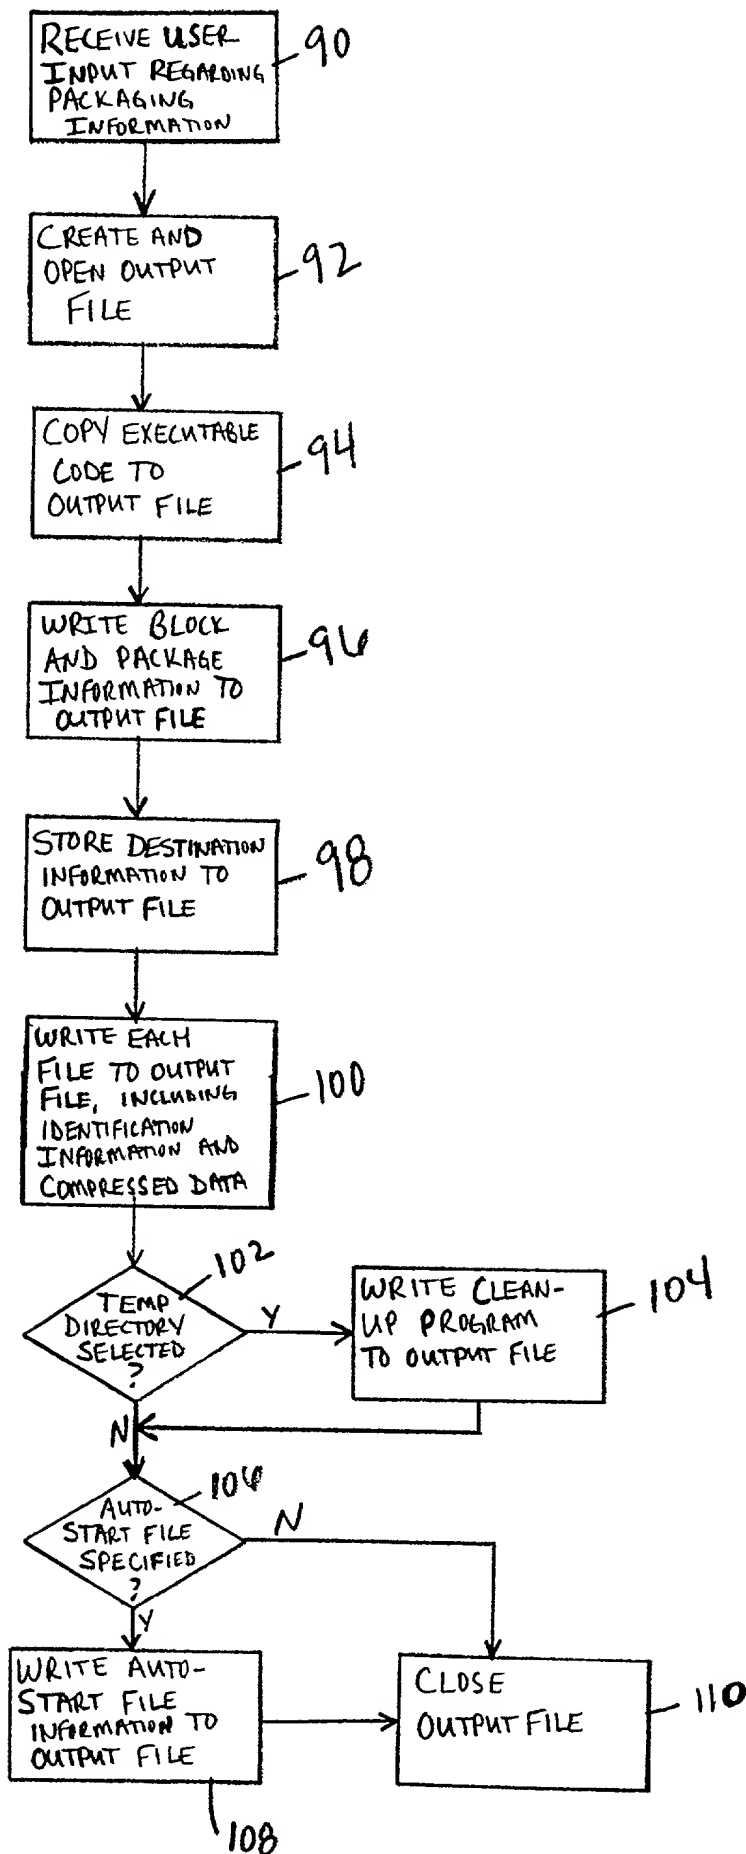 RECEIVE USER
INPUT REGARDING
PACKAGING
INFORMATION
90
CREATE AND
OPEN OUTPUT
FILE
92
COPY EXECUTABLE
CODE TO
OUTPUT FILE
94
WRITE BLOCK
AND PACKAGE
INFORMATION TO
OUTPUT FILE
96
STORE DESTINATION
INFORMATION TO
OUTPUT FILE
98
WRITE EACH
FILE TO OUTPUT
FILE, INCLUDING
IDENTIFICATION
INFORMATION AND
COMPRESSED DATA
100
102
TEMP
DIRECTORY
SELECTED
?
Y
WRITE CLEAN-
UP PROGRAM
TO OUTPUT FILE
104
N
106
AUTO-
START FILE
SPECIFIED
?
N
Y
WRITE AUTO-
START FILE
INFORMATION TO
OUTPUT FILE
108
CLOSE
OUTPUT FILE
110